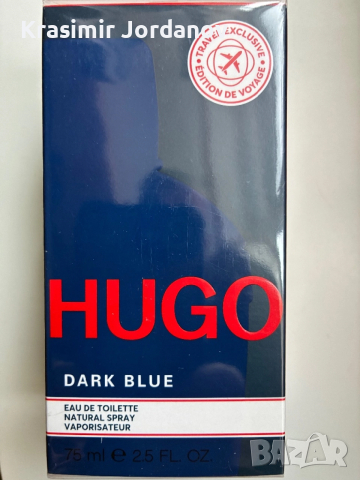 Krasimir Jordanov
TRAVEL EXCLUSIVE
ÉDITION DE VOYAGE
HUGO
DARK BLUE
EAU DE TOILETTE
NATURAL SPRAY
VAPORISATEUR
75 ml e 2.5 FL. OZ.
BAZAR